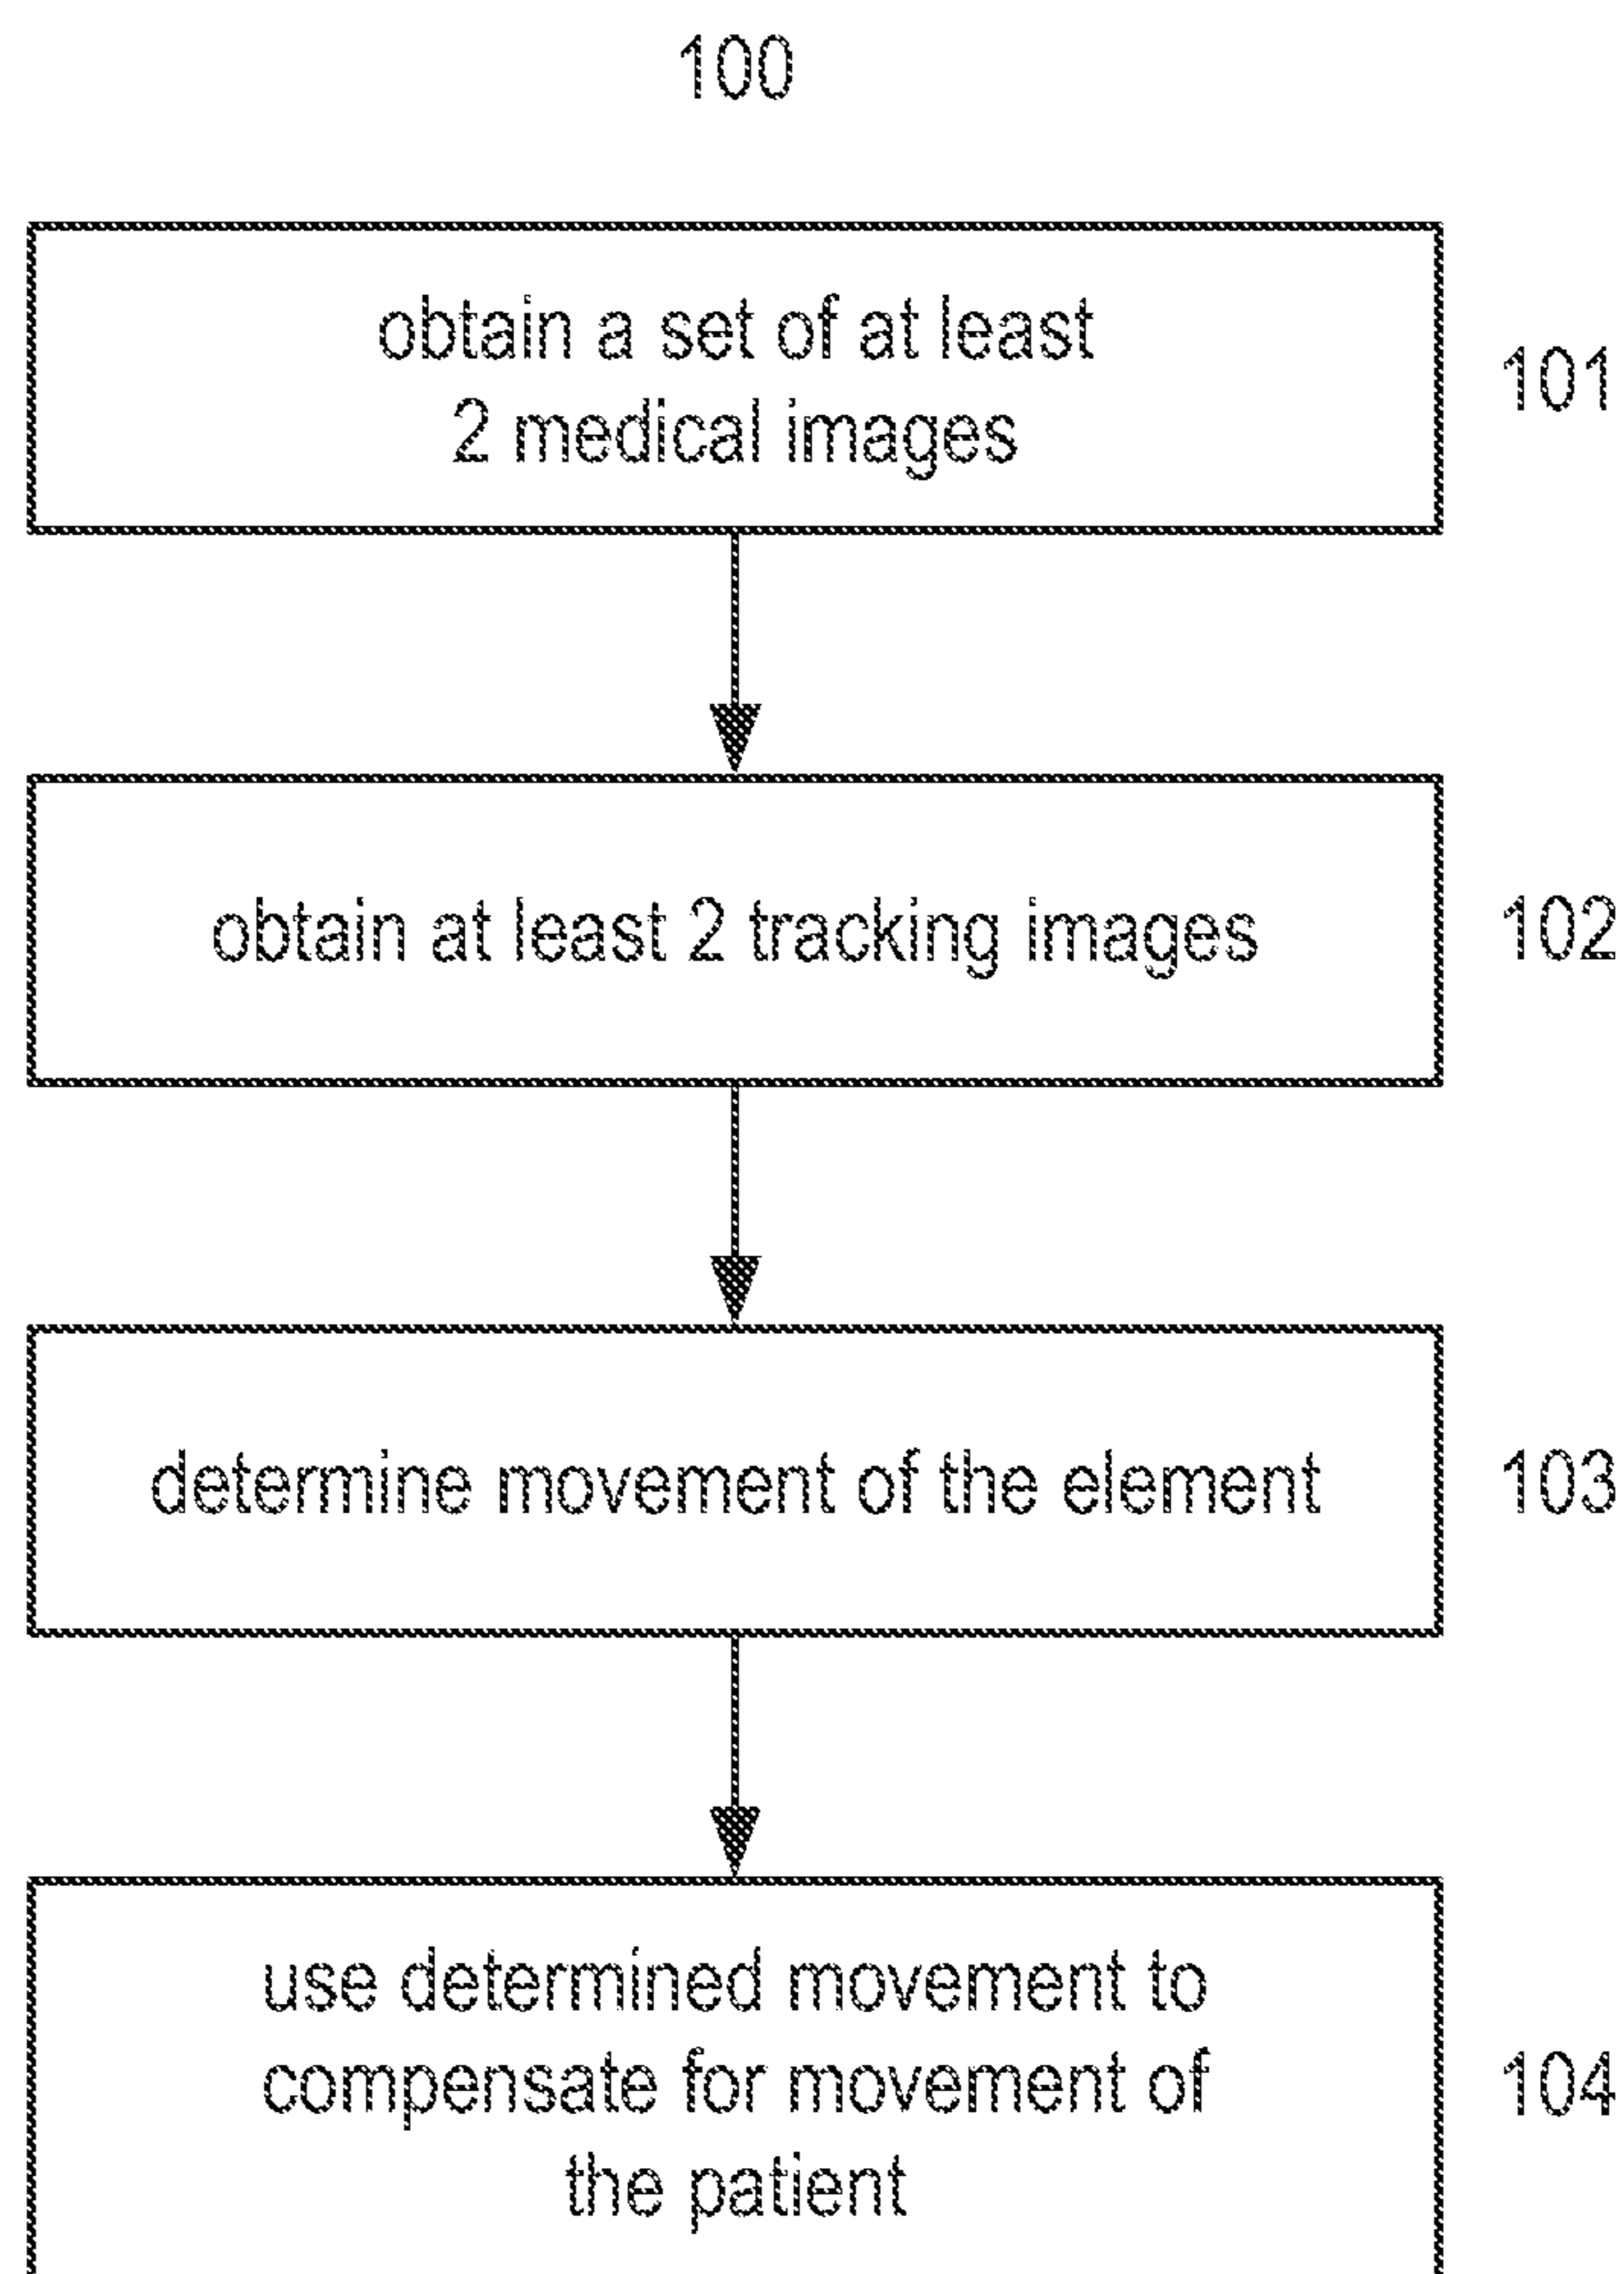 100
obtain a set of at least
2 medical images
101
obtain at least 2 tracking images
102
determine movement of the element
103
use determined movement to
compensate for movement of
the patient
104